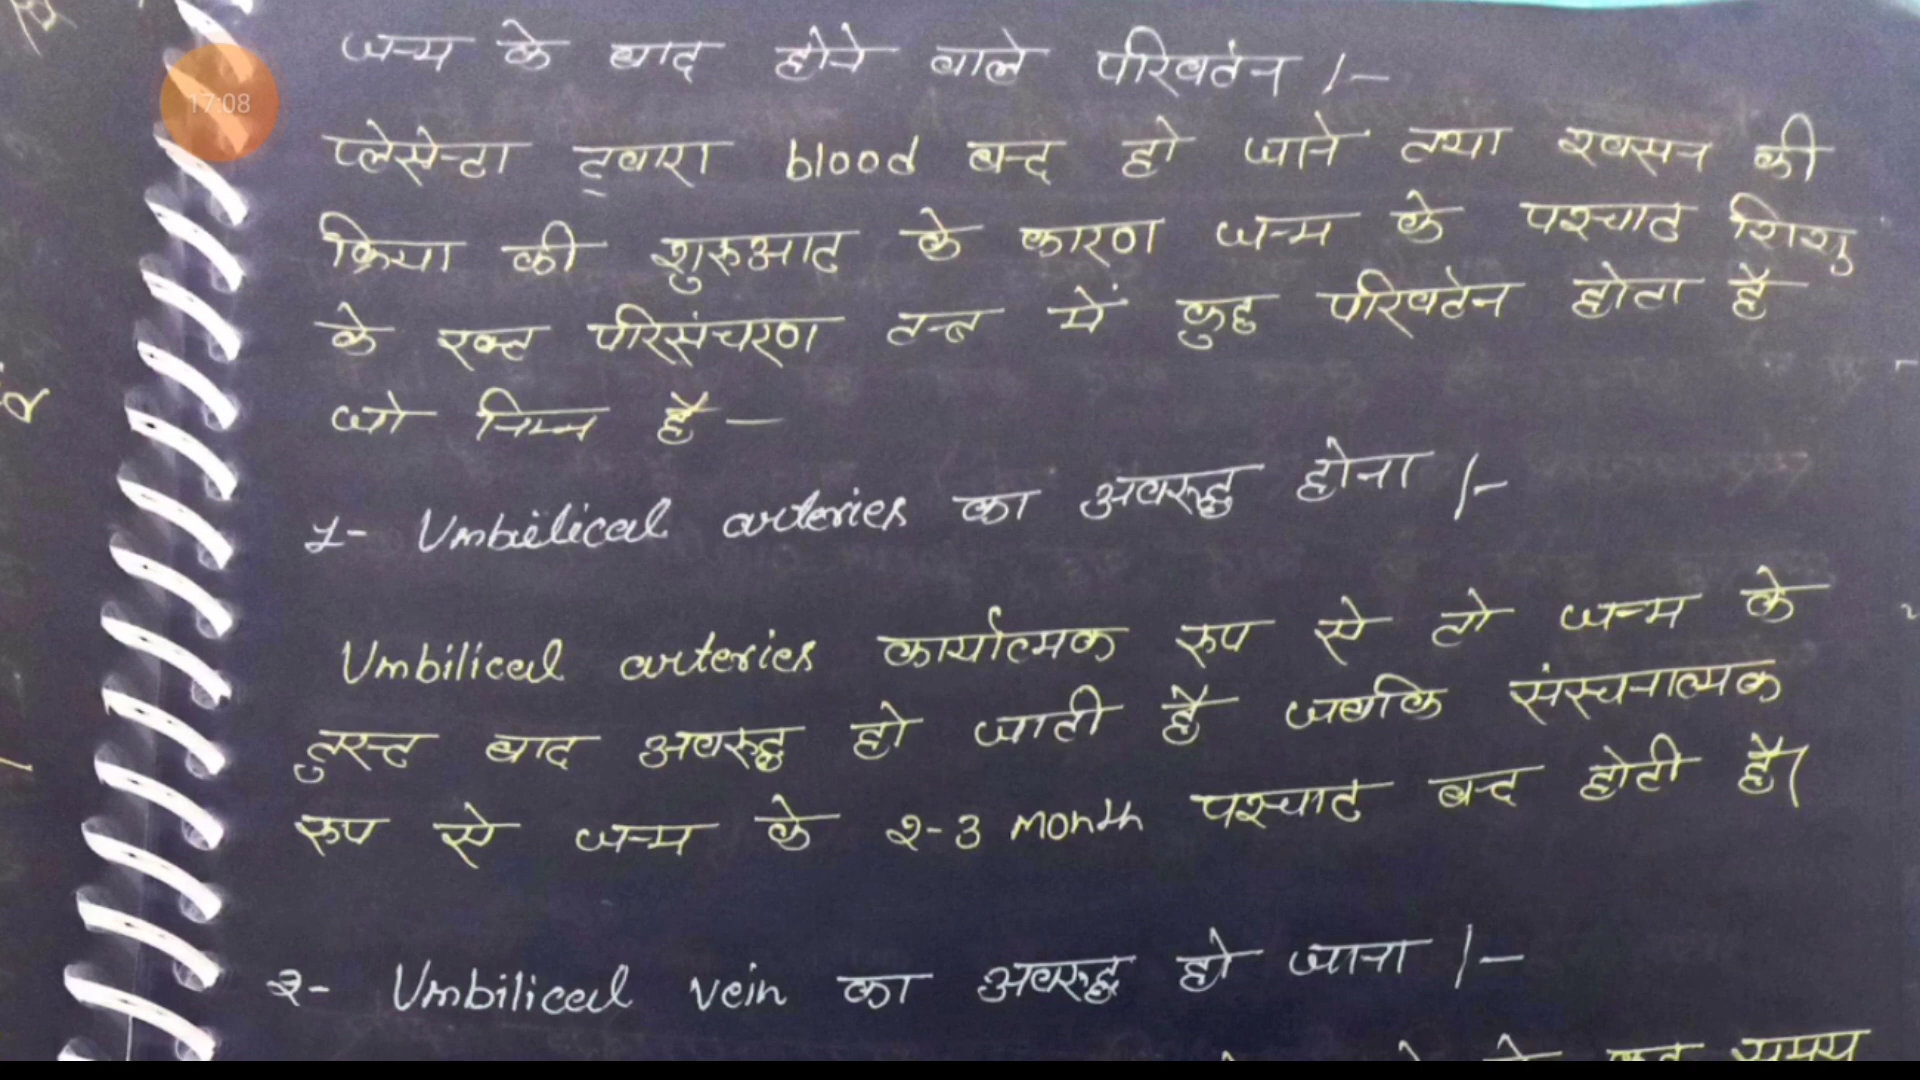 17:08
जन्म के बाद होने वाले परिवर्तन :-
प्लेसेन्टा द्वारा blood बन्द हो जाने तथा श्वसन की
क्रिया की शुरुआत के कारण जन्म के पश्चात शिशु
के रक्त परिसंचरण तन्त्र में कुछ परिवर्तन होता है
जो निम्न है -
1- Umbilical arteries का अवरुद्ध होना :-
Umbilical arteries कार्यात्मक रूप से तो जन्म के
तुरन्त बाद अवरुद्ध हो जाती है जबकि संरचनात्मक
रूप से जन्म के 2-3 month पश्चात बन्द होती है।
2- Umbilical vein का अवरुद्ध हो जाना :-